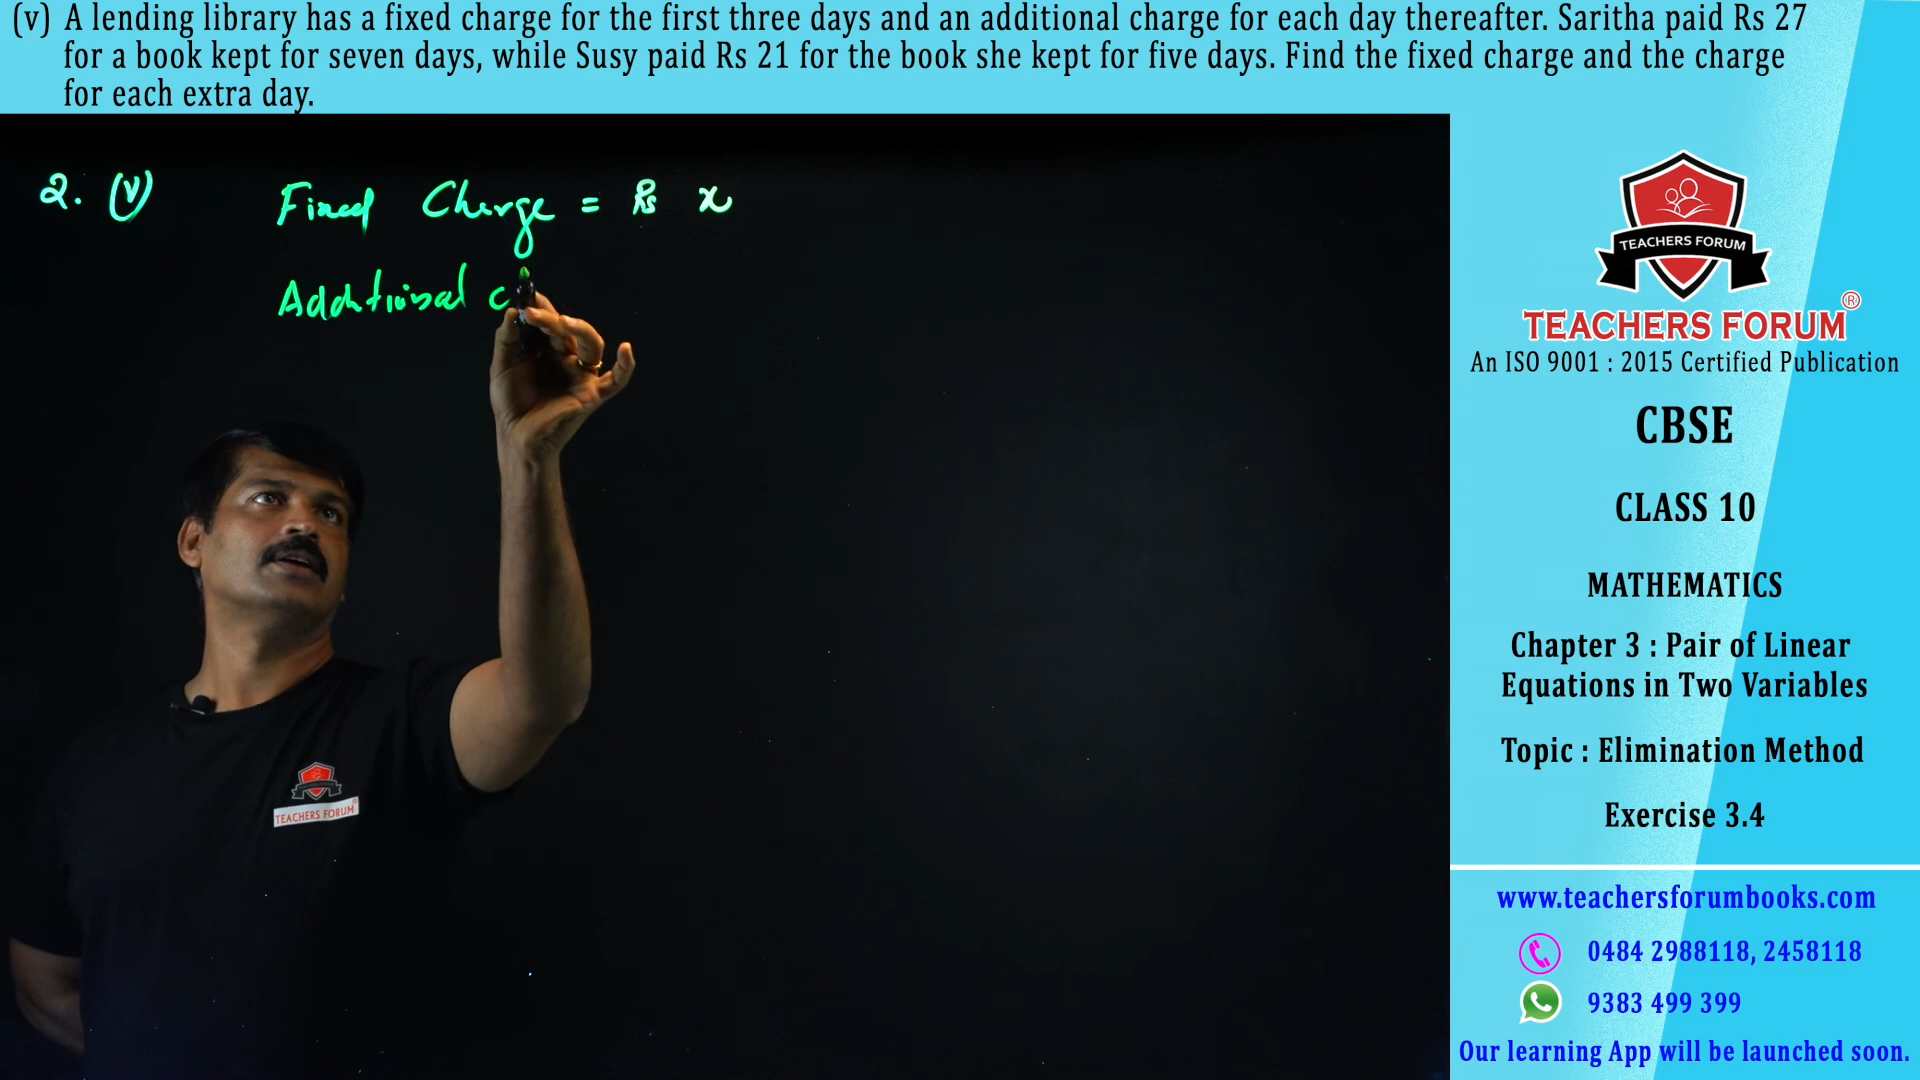 (v) A lending library has a fixed charge for the first three days and an additional charge for each day thereafter. Saritha paid Rs 27
for a book kept for seven days, while Susy paid Rs 21 for the book she kept for five days. Find the fixed charge and the charge
for each extra day.
2. (v) Fixed Charge = Rs x
Additional c
TEACHERS FORUM
TEACHERS FORUM®
An ISO 9001 : 2015 Certified Publication
CBSE
CLASS 10
MATHEMATICS
Chapter 3 : Pair of Linear
Equations in Two Variables
Topic : Elimination Method
Exercise 3.4
www.teachersforumbooks.com
0484 2988118, 2458118
9383 499 399
Our learning App will be launched soon.
TEACHERS FORUM